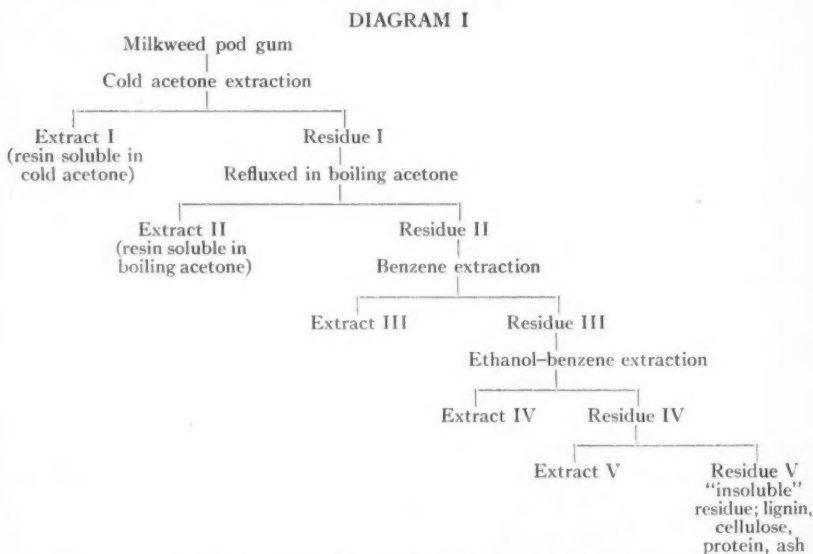 DIAGRAM I
Milkweed pod gum
Cold acetone extraction
Extract I
(resin soluble in
cold acetone)
Residue I
Refluxed in boiling acetone
Extract II
(resin soluble in
boiling acetone)
Residue II
Benzene extraction
Extract III
Residue III
Ethanol–benzene extraction
Extract IV
Residue IV
Extract V
Residue V
"insoluble"
residue; lignin,
cellulose,
protein, ash